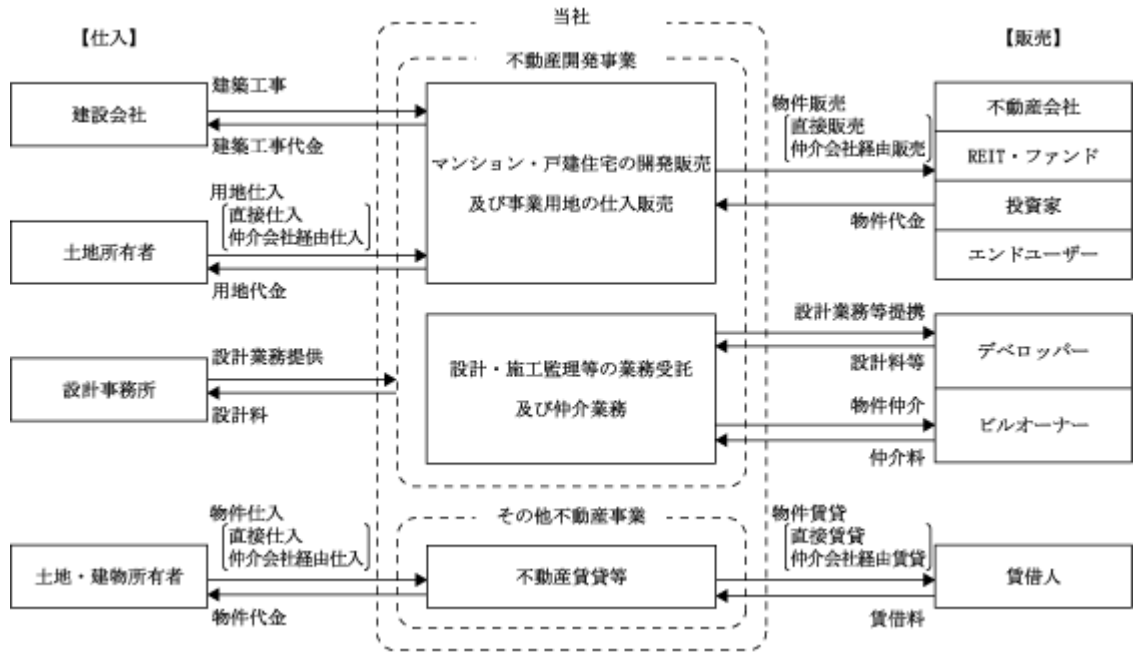 当社
【仕入】
【販売】
不動産開発事業
建設会社
建築工事
建築工事代金
マンション・戸建住宅の開発販売
及び事業用地の仕入販売
物件販売
直接販売
仲介会社経由販売
物件代金
不動産会社
REIT・ファンド
投資家
エンドユーザー
土地所有者
用地仕入
直接仕入
仲介会社経由仕入
用地代金
設計事務所
設計業務提供
設計料
設計・施工監理等の業務受託
及び仲介業務
設計業務等提携
設計料等
物件仲介
仲介料
デベロッパー
ビルオーナー
その他不動産事業
土地・建物所有者
物件仕入
直接仕入
仲介会社経由仕入
物件代金
不動産賃貸等
物件賃貸
直接賃貸
仲介会社経由賃貸
賃借料
賃借人